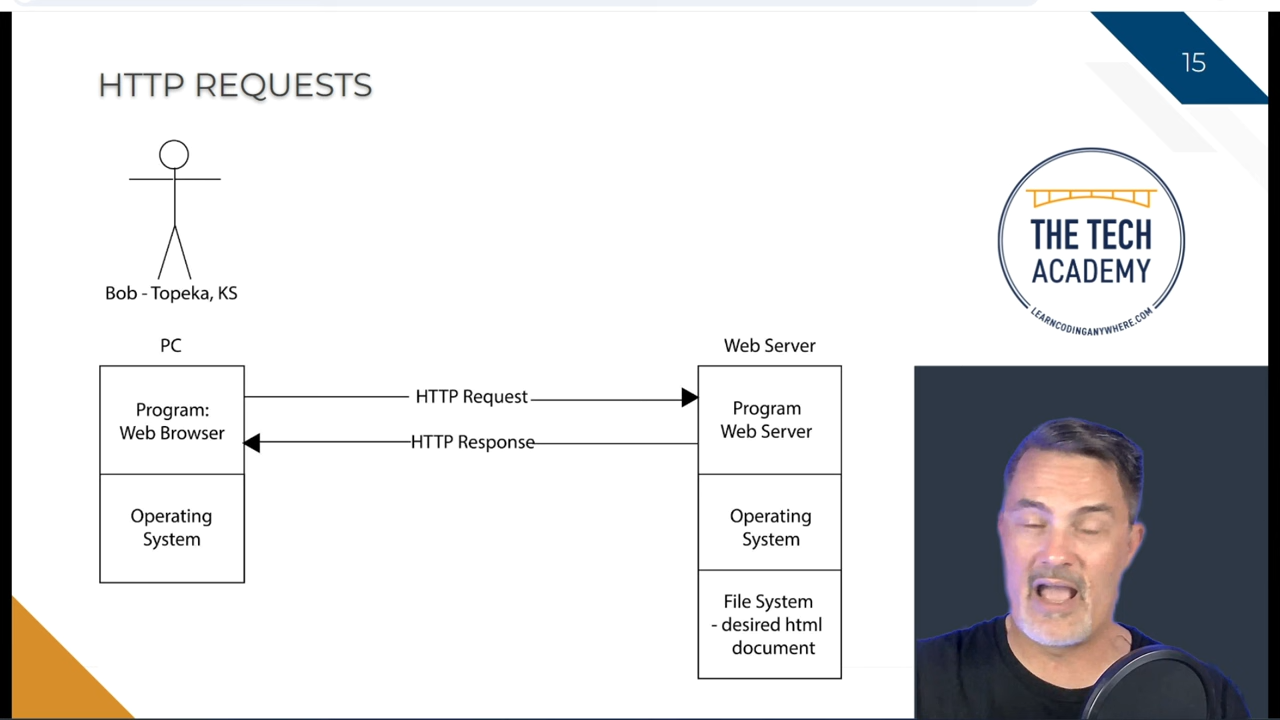 15
HTTP REQUESTS
THE TECH
ACADEMY
LEARNCODINGANYWHERE.COM
Bob - Topeka, KS
PC
Web Server
Program:
Web Browser
HTTP Request
HTTP Response
Program
Web Server
Operating
System
Operating
System
File System
- desired html
document